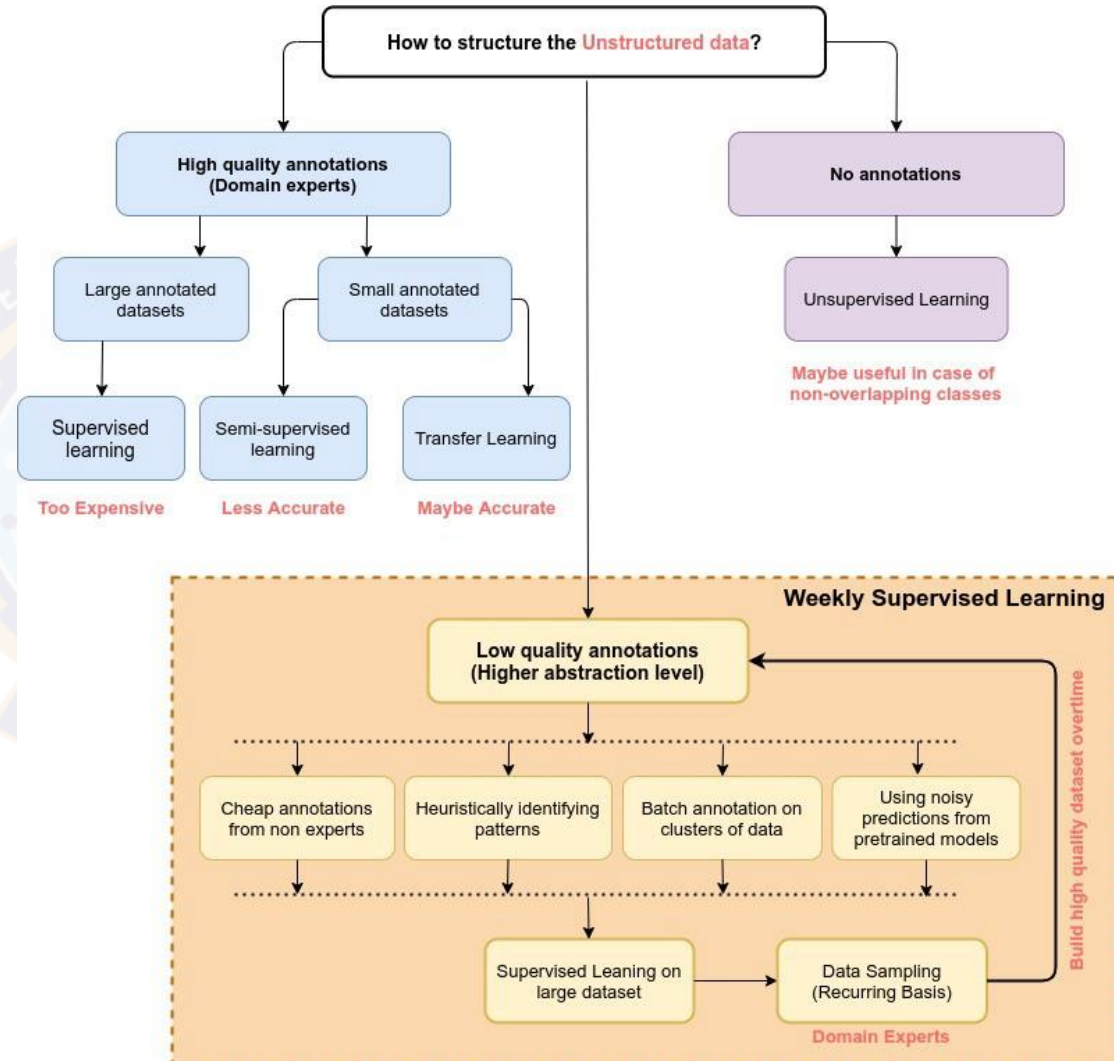 How to structure the Unstructured data?
High quality annotations
(Domain experts)
No annotations
Large annotated
datasets
Small annotated
datasets
Unsupervised Learning
Maybe useful in case of
non-overlapping classes
Supervised
learning
Semi-supervised
learning
Transfer Learning
Too Expensive
Less Accurate
Maybe Accurate
Weekly Supervised Learning
Low quality annotations
(Higher abstraction level)
Cheap annotations
from non experts
Heuristically identifying
patterns
Batch annotation on
clusters of data
Using noisy
predictions from
pretrained models
Build high quality dataset overtime
Supervised Leaning on
large dataset
Data Sampling
(Recurring Basis)
Domain Experts